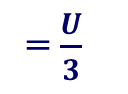 = U/3